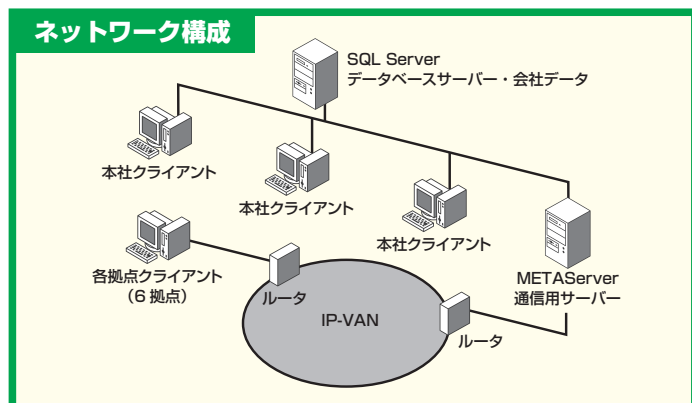 ネットワーク構成
SQL Server
データベースサーバー・会社データ
本社クライアント
本社クライアント
本社クライアント
各拠点クライアント
（6 拠点）
ルータ
METAServer
通信用サーバー
IP-VAN
ルータ